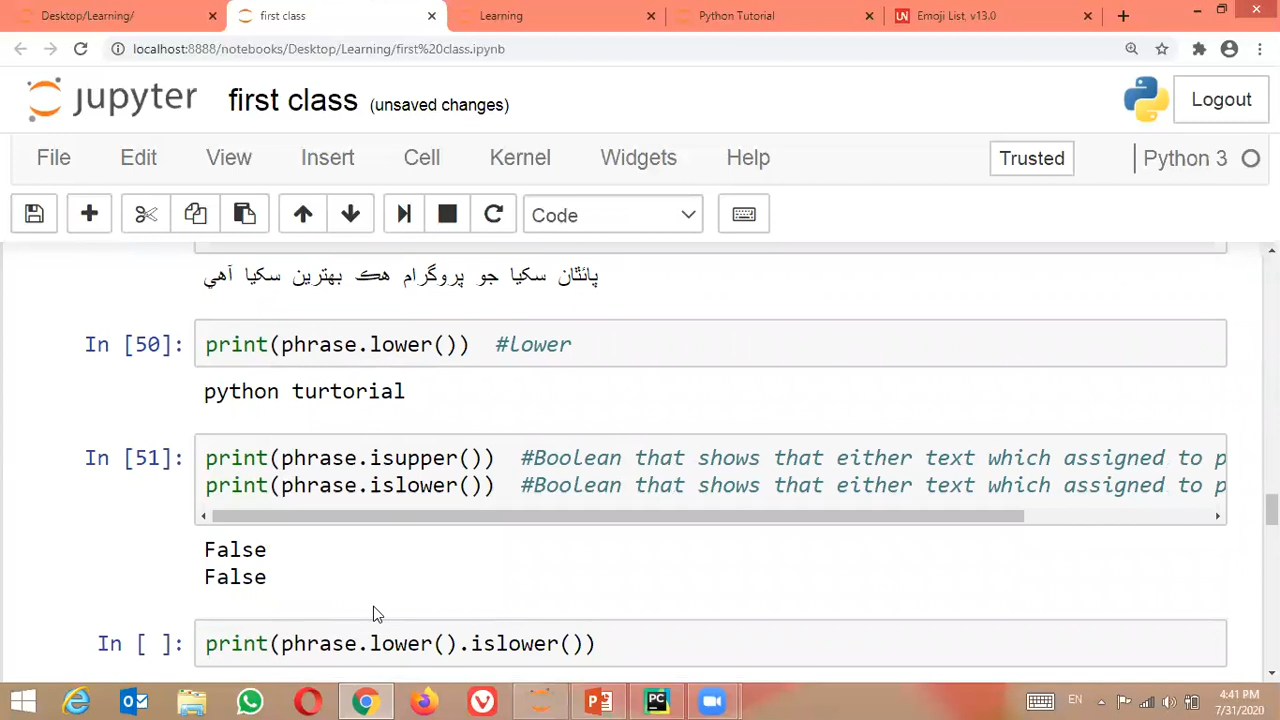 Desktop/Learning/
first class
Learning
Python Tutorial
UN Emoji List, v13.0
localhost:8888/notebooks/Desktop/Learning/first%20class.ipynb
jupyter first class (unsaved changes)
Logout
File Edit View Insert Cell Kernel Widgets Help
Trusted
Python 3
Code
پائٿان سکيا جو پروگرام هڪ بهترين سکيا آهي
In [50]: print(phrase.lower()) #lower
python turtorial
In [51]: print(phrase.isupper()) #Boolean that shows that either text which assigned to p
print(phrase.islower()) #Boolean that shows that either text which assigned to p
False
False
In [ ]: print(phrase.lower().islower())
EN
4:41 PM
7/31/2020